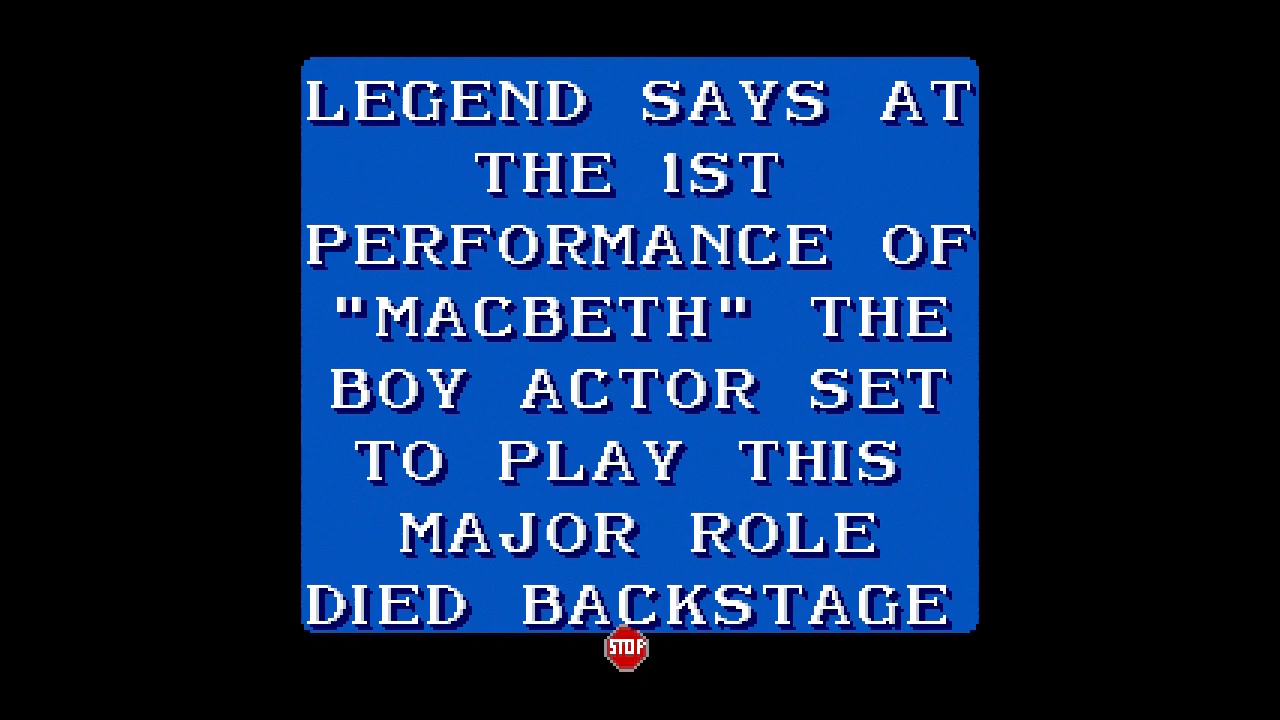 LEGEND SAYS AT
THE 1ST
PERFORMANCE OF
"MACBETH" THE
BOY ACTOR SET
TO PLAY THIS
MAJOR ROLE
DIED BACKSTAGE
STOP